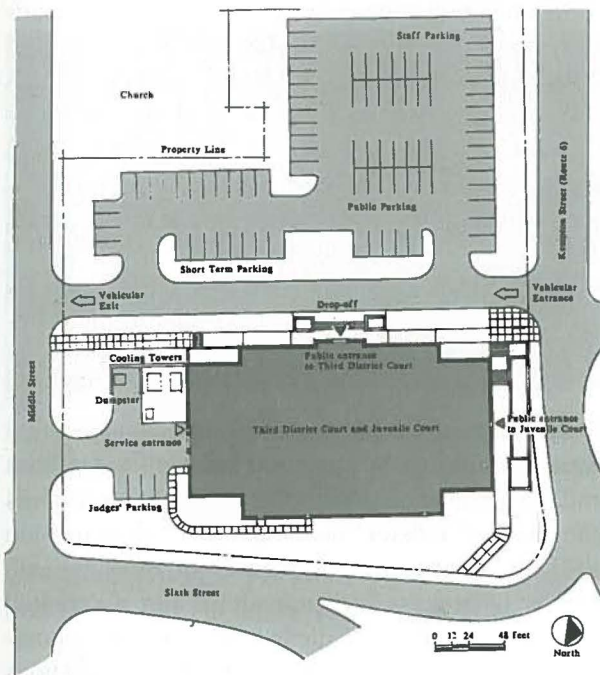 Staff Parking
Church
Property Line
Kempton Street (Route 6)
Public Parking
Short Term Parking
Vehicular
Exit
Vehicular
Entrance
Drop-off
Cooling Towers
Public entrance
to Third District Court
Middle Street
Dumpster
Third District Court and Juvenile Court
Public entrance
to Juvenile Court
Service entrance
Judges' Parking
Sixth Street
0 12 24 48 feet
North